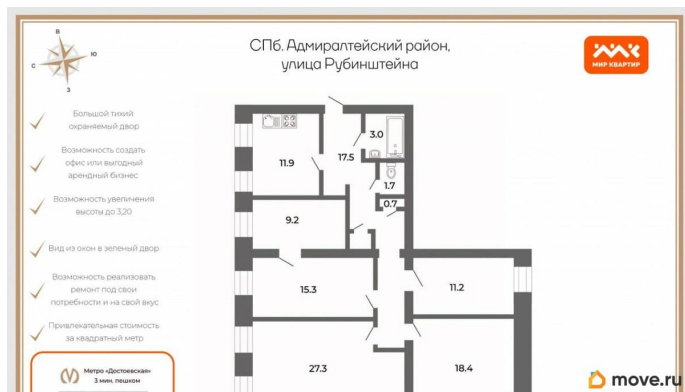 В
Ю
С
З
СПб. Адмиралтейский район,
улица Рубинштейна
МИР КВАРТИР
Большой тихий
охраняемый двор
Возможность создать
офис или выгодный
арендный бизнес
Возможность увеличения
высоты до 3,20
Вид из окон в зеленый двор
Возможность реализовать
ремонт под свои
потребности и на свой вкус
Привлекательная стоимость
за квадратный метр
Метро «Достоевская»
3 мин. пешком
3.0
17.5
11.9
1.7
0.7
9.2
15.3
11.2
27.3
18.4
move.ru